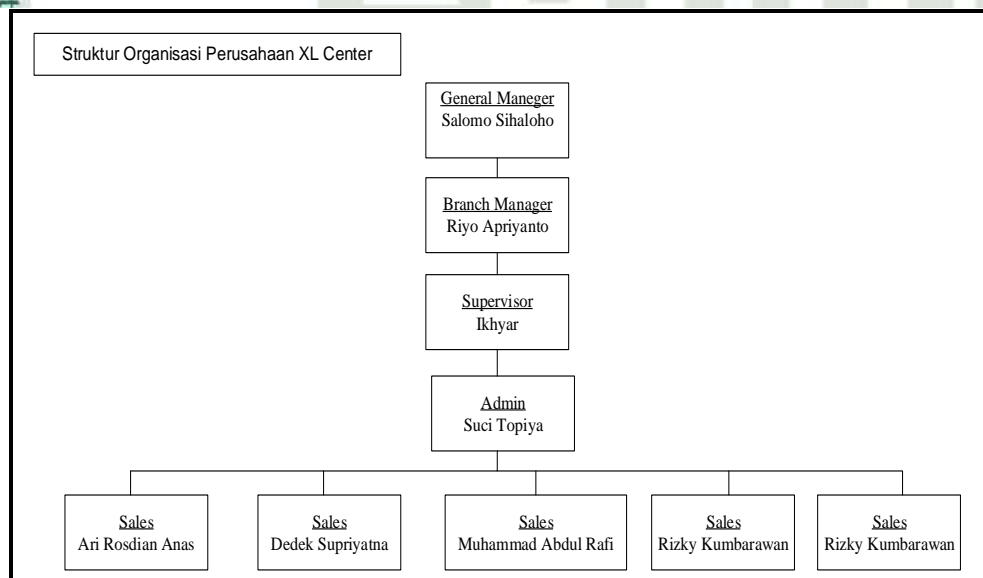 Struktur Organisasi Perusahaan XL Center
General Maneger
Salomo Sihaloho
Branch Manager
Riyo Apriyanto
Supervisor
Ikhyar
Admin
Suci Topiya
Sales
Ari Rosdian Anas
Sales
Dedek Supriyatna
Sales
Muhammad Abdul Rafi
Sales
Rizky Kumbarawan
Sales
Rizky Kumbarawan